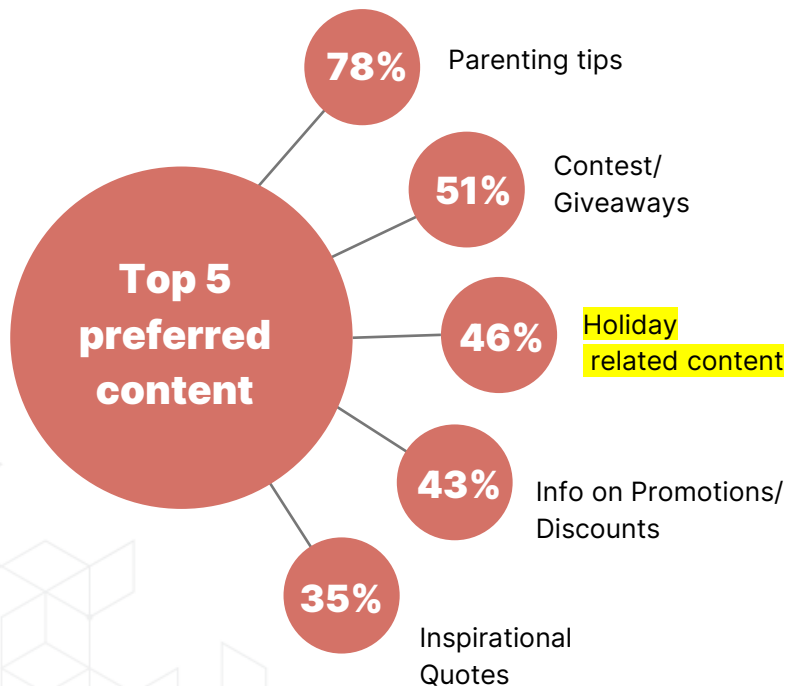 78%
Parenting tips
51%
Contest/
Giveaways
Top 5
preferred
content
46%
Holiday
related content
43%
Info on Promotions/
Discounts
35%
Inspirational
Quotes